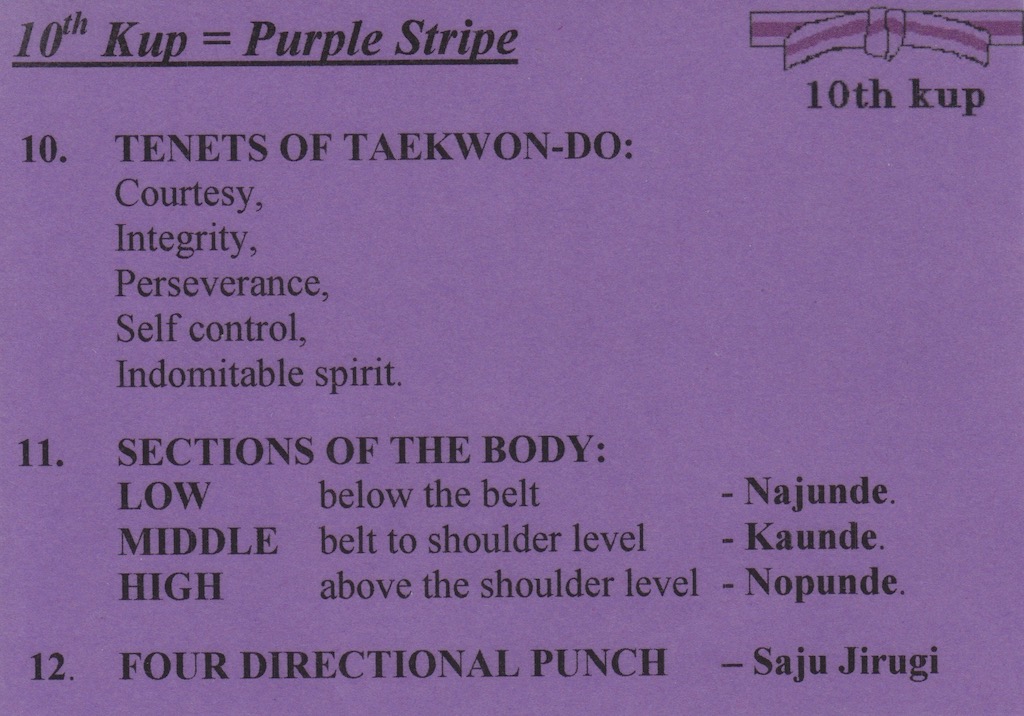 10th Kup = Purple Stripe
10th kup
10. TENETS OF TAEKWON-DO:
Courtesy,
Integrity,
Perseverance,
Self control,
Indomitable spirit.
11. SECTIONS OF THE BODY:
LOW below the belt - Najunde.
MIDDLE belt to shoulder level - Kaunde.
HIGH above the shoulder level - Nopunde.
12. FOUR DIRECTIONAL PUNCH – Saju Jirugi